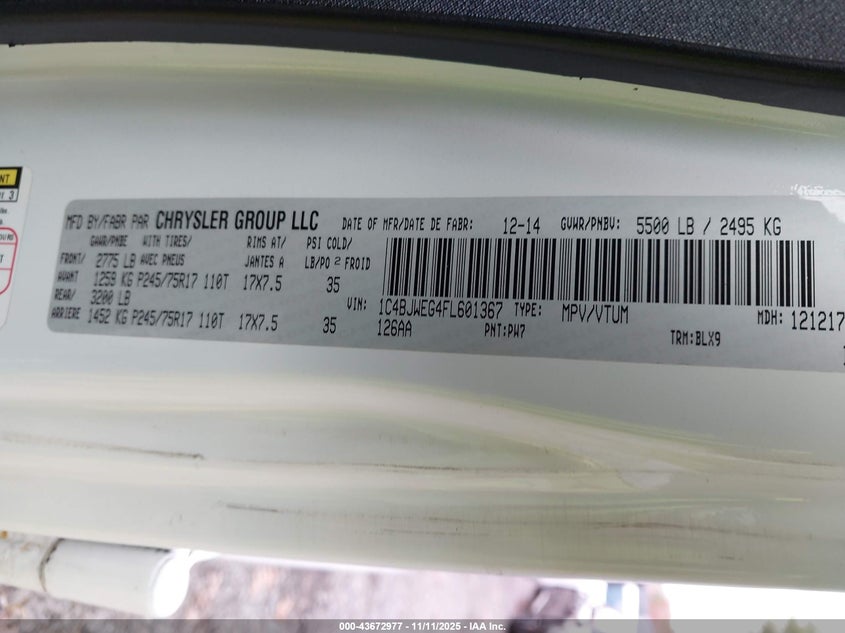 MFD BY/FABR PAR CHRYSLER GROUP LLC DATE OF MFR/DATE DE FABR: 12-14 GVWR/PNBV: 5500 LB / 2495 KG
GAWR/PNBE WITH TIRES/ RIMS AT/ PSI COLD/
FRONT/ 2775 LB AVEC PNEUS JANTES A LB/PO 2 FROID
AVANT 1259 KG P245/75R17 110T 17X7.5 35
REAR/ 3200 LB
ARRIERE 1452 KG P245/75R17 110T 17X7.5 35
VIN: 1C4BJWEG4FL601367 TYPE: MPV/VTUM MDH: 121217
126AA PNT:PW7 TRM:BLX9
NT
3
000-43672977 - 11/11/2025 - IAA Inc.